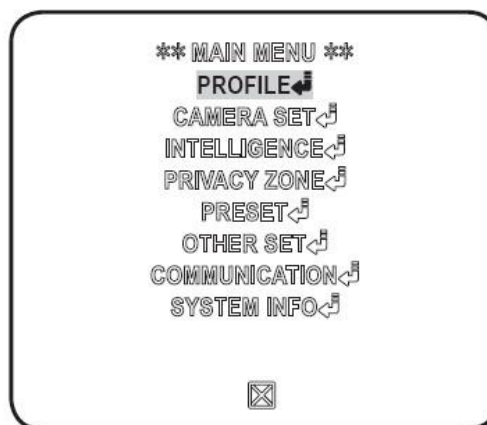 ** MAIN MENU **
PROFILE↲
CAMERA SET↲
INTELLIGENCE↲
PRIVACY ZONE↲
PRESET↲
OTHER SET↲
COMMUNICATION↲
SYSTEM INFO↲